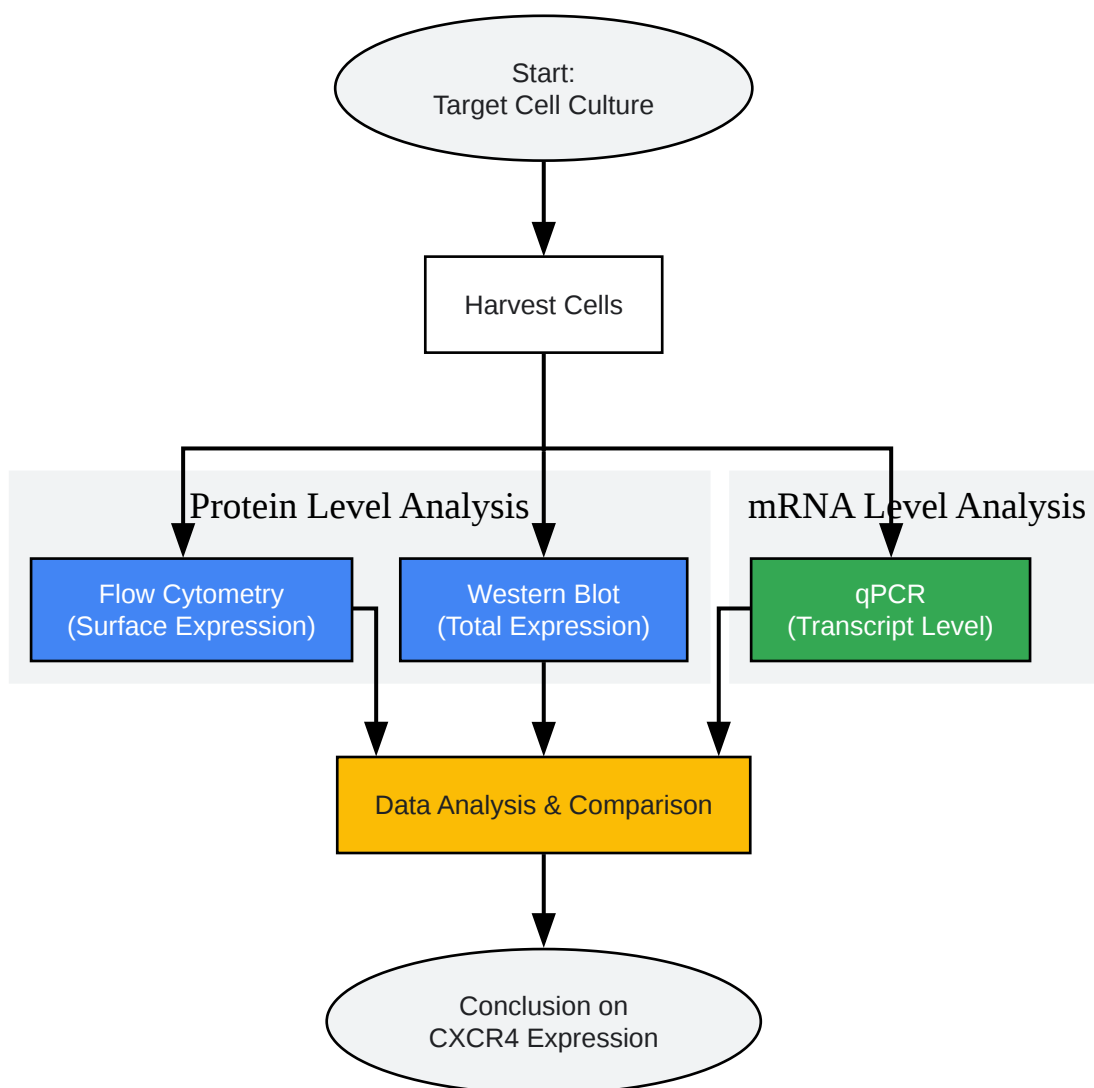 Start:
Target Cell Culture
Harvest Cells
Protein Level Analysis
mRNA Level Analysis
Flow Cytometry
(Surface Expression)
Western Blot
(Total Expression)
qPCR
(Transcript Level)
Data Analysis & Comparison
Conclusion on
CXCR4 Expression